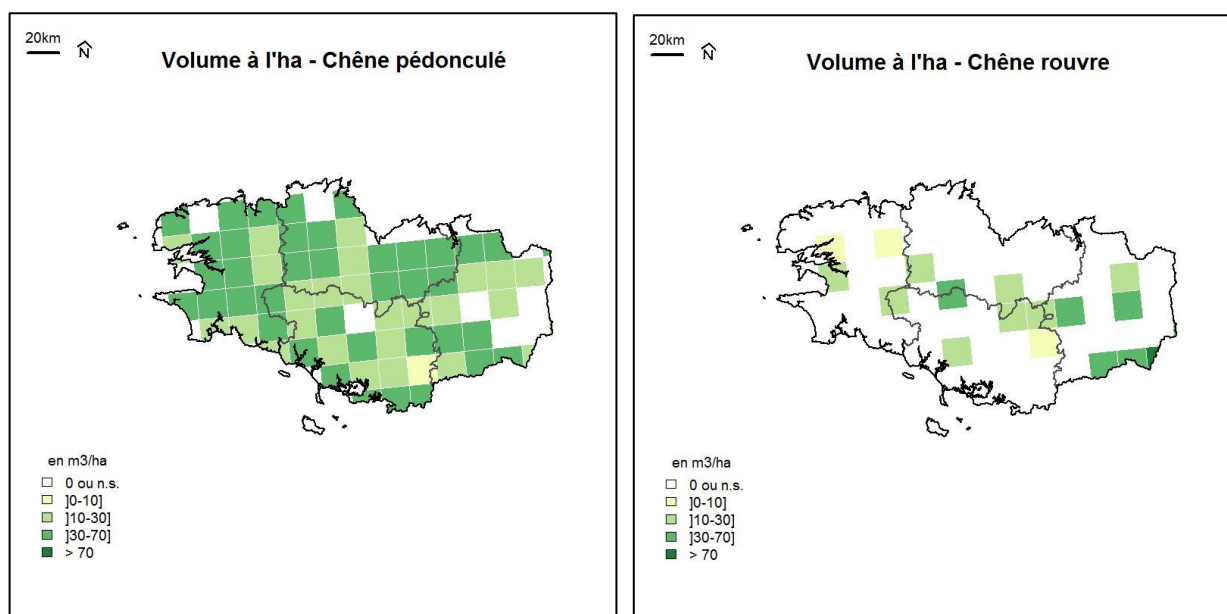 20km
N
Volume à l'ha - Chêne pédonculé
en m3/ha
0 ou n.s.
]0-10]
]10-30]
]30-70]
> 70
20km
N
Volume à l'ha - Chêne rouvre
en m3/ha
0 ou n.s.
]0-10]
]10-30]
]30-70]
> 70